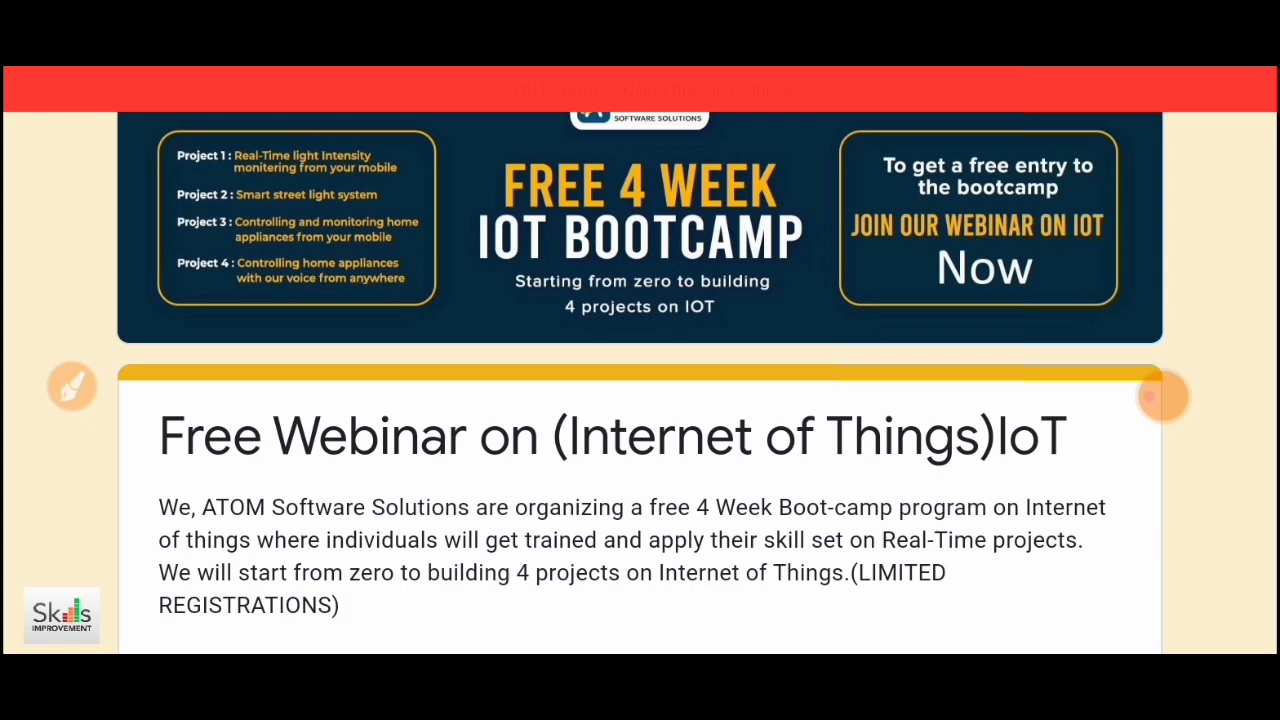 SOFTWARE SOLUTIONS
Project 1 : Real-Time light Intensity
monitering from your mobile
Project 2 : Smart street light system
Project 3 : Controlling and monitoring home
appliances from your mobile
Project 4 : Controlling home appliances
with our voice from anywhere
FREE 4 WEEK
IOT BOOTCAMP
Starting from zero to building
4 projects on IOT
To get a free entry to
the bootcamp
JOIN OUR WEBINAR ON IOT
Now
Free Webinar on (Internet of Things)IoT
We, ATOM Software Solutions are organizing a free 4 Week Boot-camp program on Internet
of things where individuals will get trained and apply their skill set on Real-Time projects.
We will start from zero to building 4 projects on Internet of Things.(LIMITED
REGISTRATIONS)
Skills
IMPROVEMENT